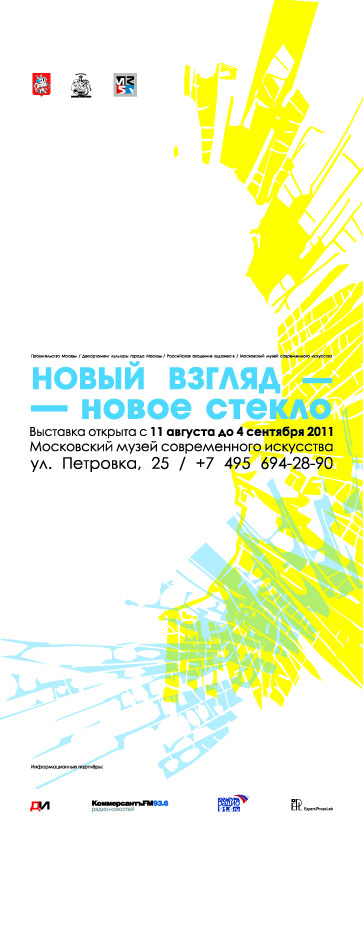 Правительство Москвы / Департамент культуры города Москвы / Российская академия художеств / Московский музей современного искусства
НОВЫЙ ВЗГЛЯД —
— НОВОЕ СТЕКЛО
Выставка открыта с 11 августа до 4 сентября 2011
Московский музей современного искусства
ул. Петровка, 25 / +7 495 694-28-90
Информационные партнёры:
ДИ
КоммерсантъFM93.6
радио новостей
ExpertPhotoLab